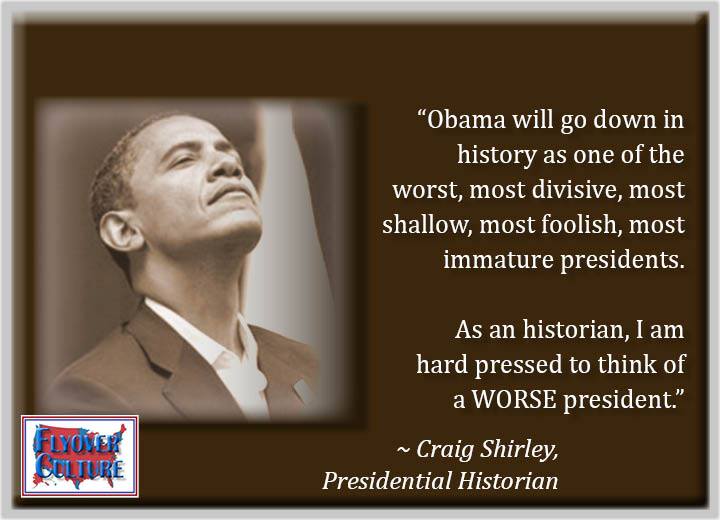 “Obama will go down in
history as one of the
worst, most divisive, most
shallow, most foolish, most
immature presidents.
As an historian, I am
hard pressed to think of
a WORSE president.”
~ Craig Shirley,
Presidential Historian
FLYOVER
CULTURE